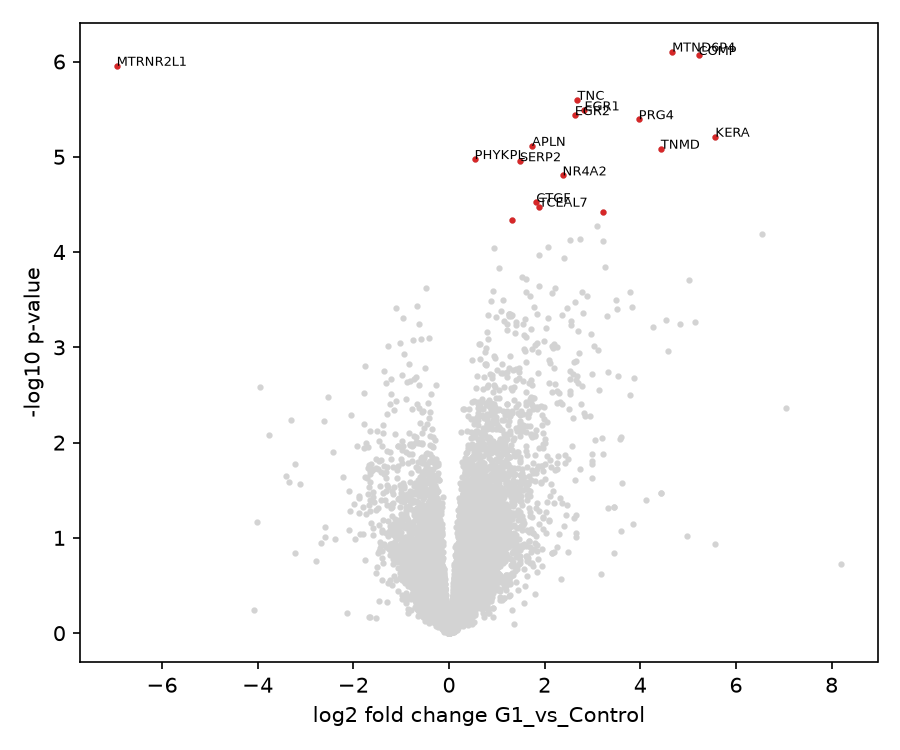 MTRNR2L1
MTND6P4
COMP
TNC
EGR1
EGR2
PRG4
KERA
APLN
TNMD
PHYKPL
SERP2
NR4A2
CTGF
TCEAL7
6
5
4
3
2
1
0
-log10 p-value
−6 −4 −2 0 2 4 6 8
log2 fold change G1_vs_Control